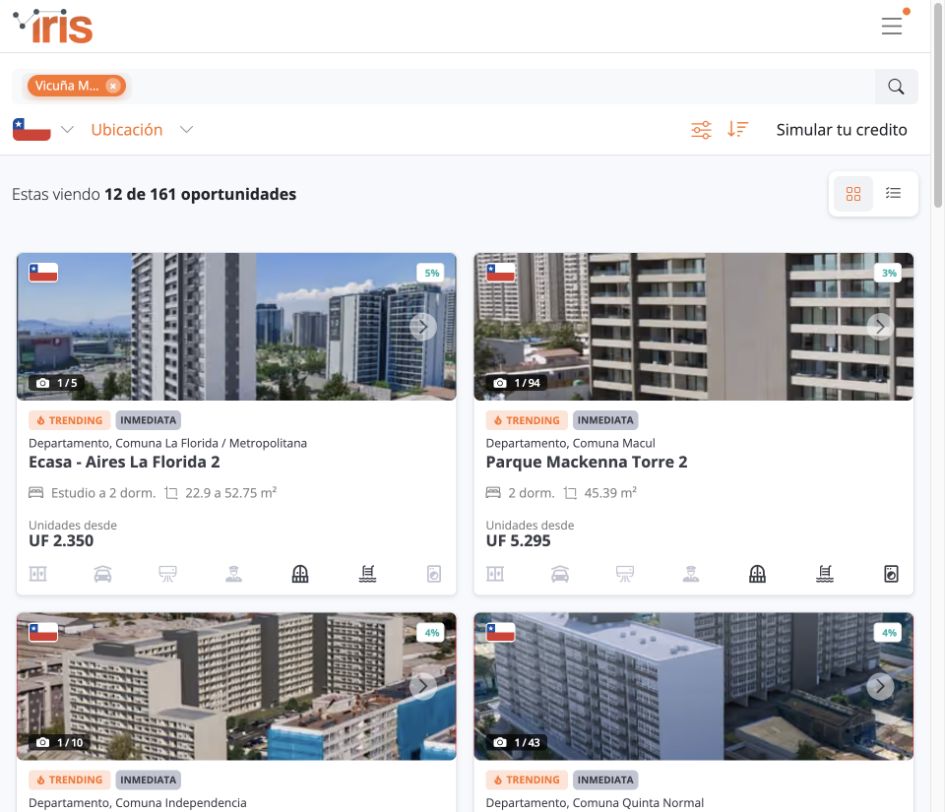 iris
Vicuña M...
Ubicación
Simular tu credito
Estas viendo 12 de 161 oportunidades
5%
1/5
TRENDING INMEDIATA
Departamento, Comuna La Florida / Metropolitana
Ecasa - Aires La Florida 2
Estudio a 2 dorm. 22.9 a 52.75 m²
Unidades desde
UF 2.350
3%
1/94
TRENDING INMEDIATA
Departamento, Comuna Macul
Parque Mackenna Torre 2
2 dorm. 45.39 m²
Unidades desde
UF 5.295
4%
1/10
TRENDING INMEDIATA
Departamento, Comuna Independencia
4%
1/43
TRENDING INMEDIATA
Departamento, Comuna Quinta Normal